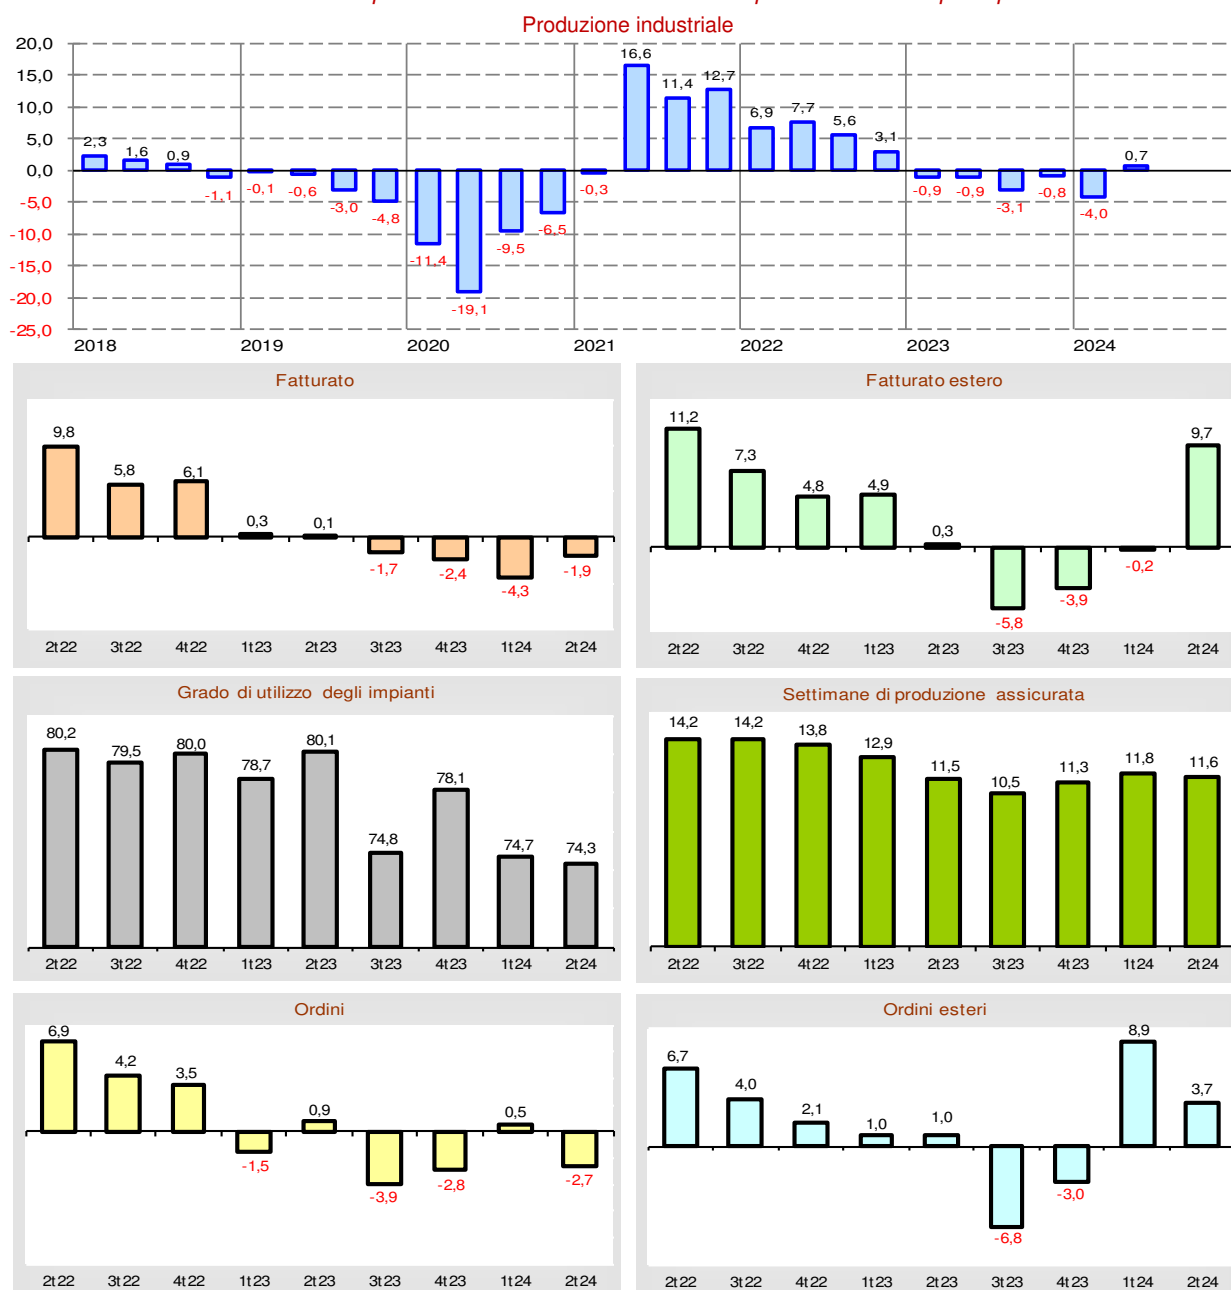 Produzione industriale
20,0
15,0
10,0
5,0
0,0
-5,0
-10,0
-15,0
-20,0
-25,0
2,3
1,6
0,9
-1,1
-0,1
-0,6
-3,0
-4,8
-11,4
-19,1
-9,5
-6,5
-0,3
16,6
11,4
12,7
6,9
7,7
5,6
3,1
-0,9
-0,9
-3,1
-0,8
-4,0
0,7
2018 2019 2020 2021 2022 2023 2024
Fatturato
9,8 5,8 6,1 0,3 0,1 -1,7 -2,4 -4,3 -1,9
2t22 3t22 4t22 1t23 2t23 3t23 4t23 1t24 2t24
Fatturato estero
11,2 7,3 4,8 4,9 0,3 -5,8 -3,9 -0,2 9,7
2t22 3t22 4t22 1t23 2t23 3t23 4t23 1t24 2t24
Grado di utilizzo degli impianti
80,2 79,5 80,0 78,7 80,1 74,8 78,1 74,7 74,3
2t22 3t22 4t22 1t23 2t23 3t23 4t23 1t24 2t24
Settimane di produzione assicurata
14,2 14,2 13,8 12,9 11,5 10,5 11,3 11,8 11,6
2t22 3t22 4t22 1t23 2t23 3t23 4t23 1t24 2t24
Ordini
6,9 4,2 3,5 -1,5 0,9 -3,9 -2,8 0,5 -2,7
2t22 3t22 4t22 1t23 2t23 3t23 4t23 1t24 2t24
Ordini esteri
6,7 4,0 2,1 1,0 1,0 -6,8 -3,0 8,9 3,7
2t22 3t22 4t22 1t23 2t23 3t23 4t23 1t24 2t24